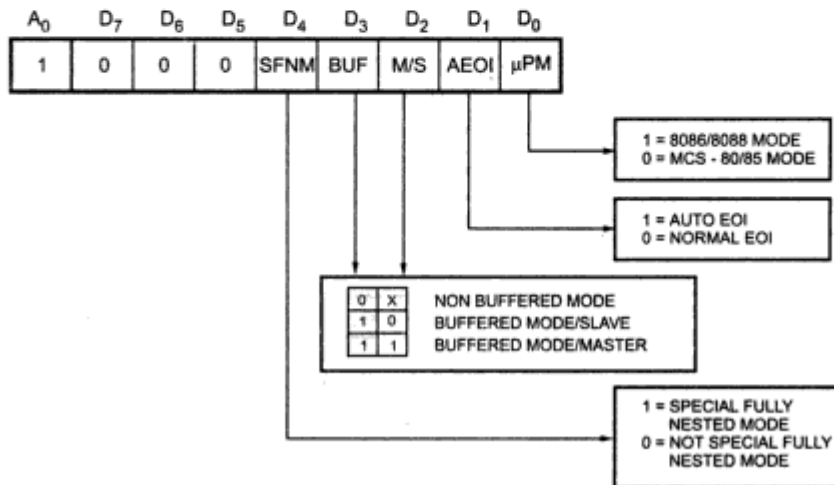 A0 D7 D6 D5 D4 D3 D2 D1 D0
1 0 0 0 SFNM BUF M/S AEOI μPM
1 = 8086/8088 MODE
0 = MCS - 80/85 MODE
1 = AUTO EOI
0 = NORMAL EOI
0 X NON BUFFERED MODE
1 0 BUFFERED MODE/SLAVE
1 1 BUFFERED MODE/MASTER
1 = SPECIAL FULLY
NESTED MODE
0 = NOT SPECIAL FULLY
NESTED MODE